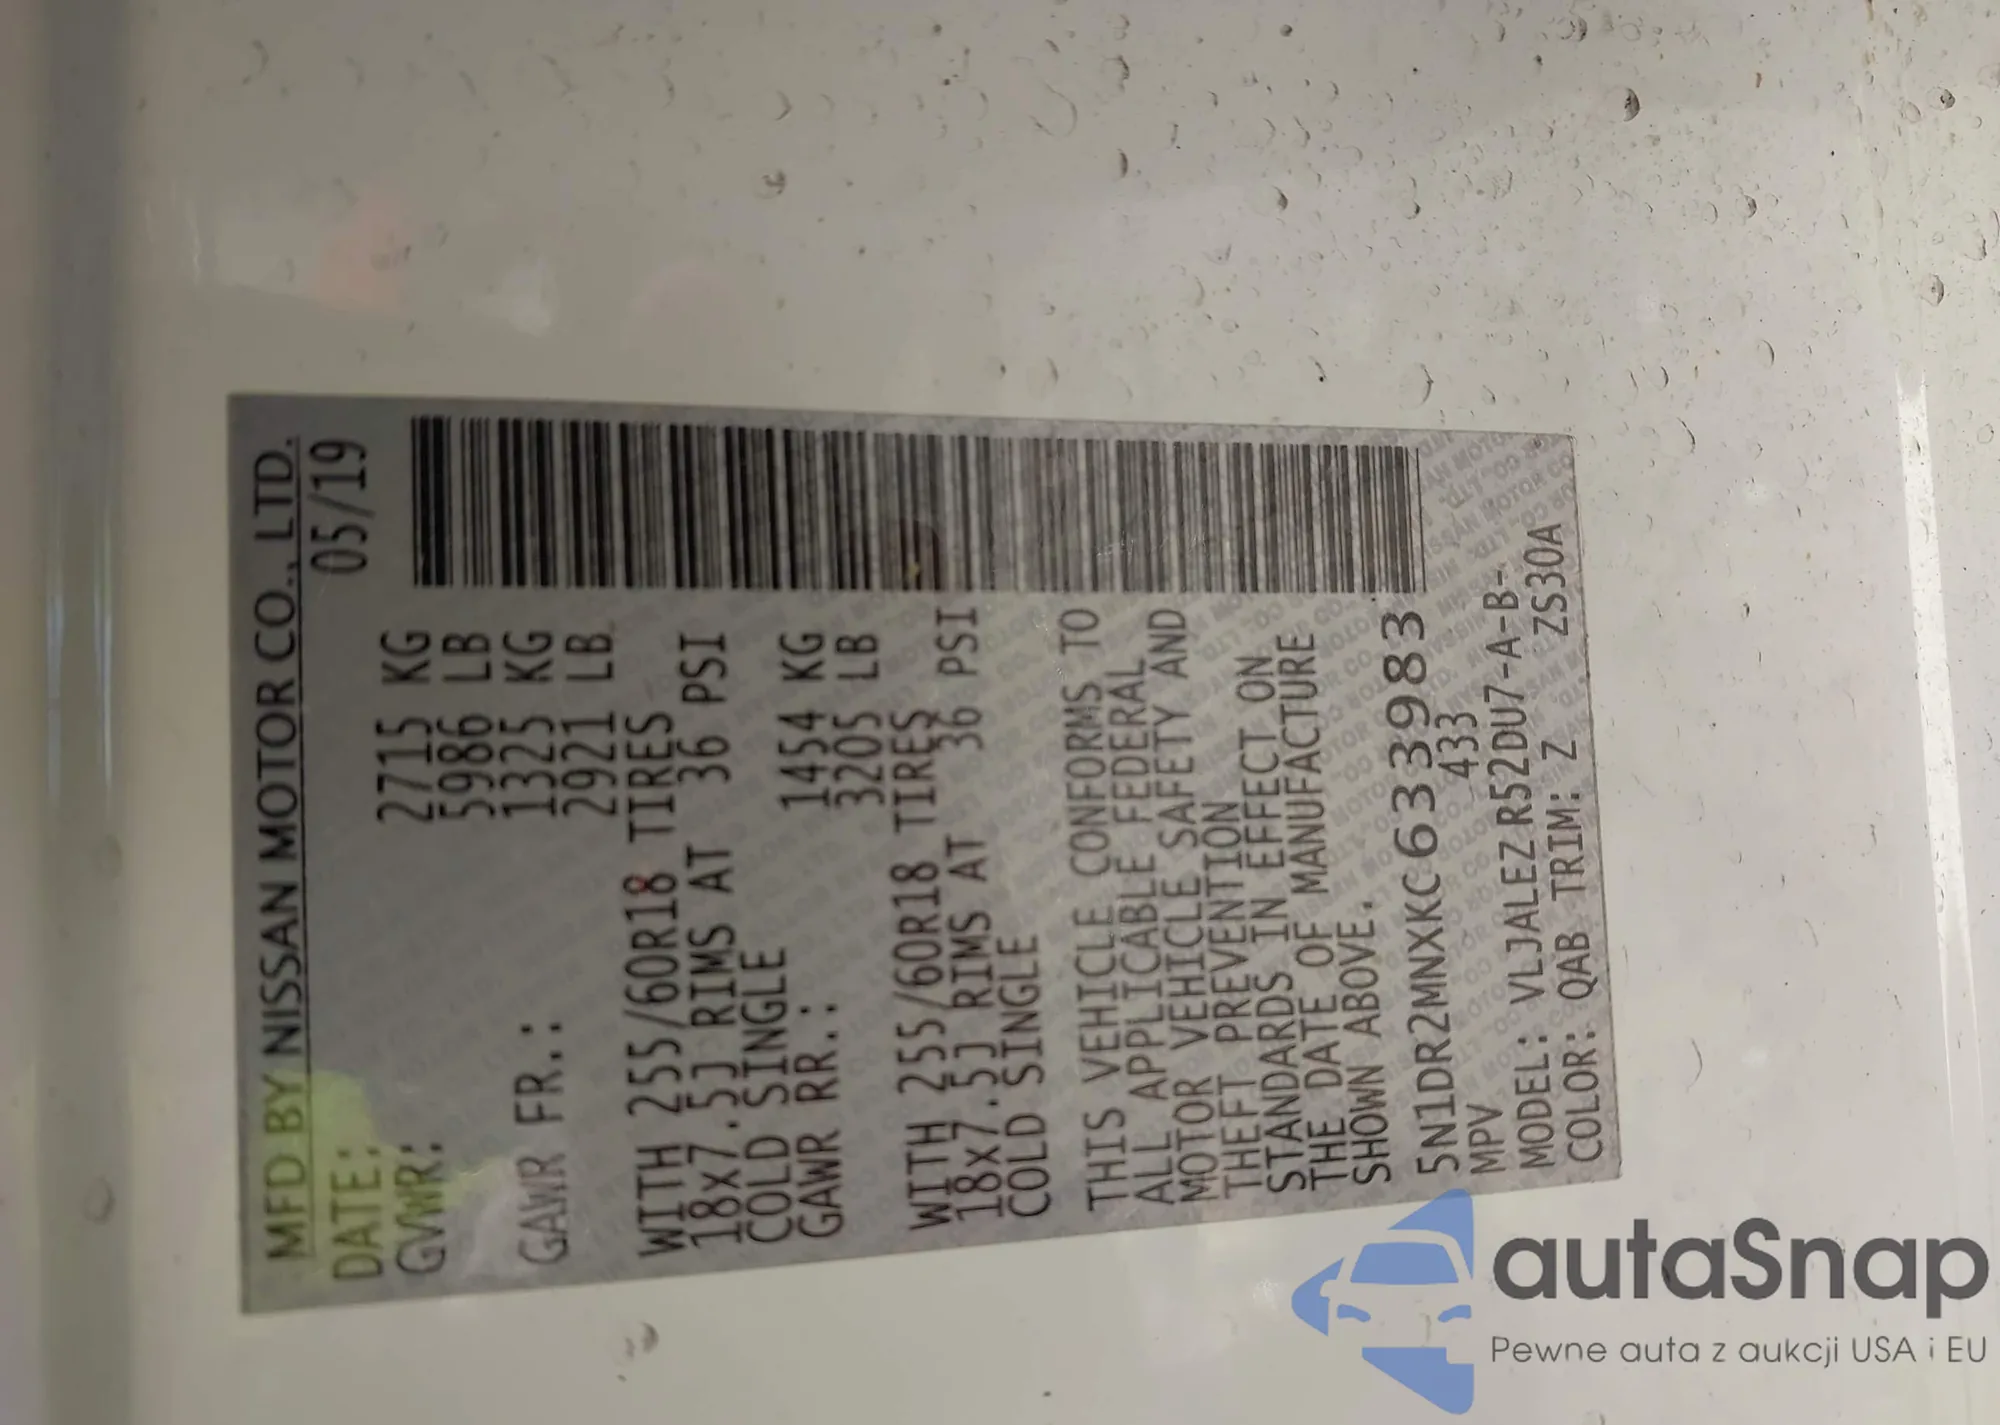 MFD BY NISSAN MOTOR CO., LTD.
DATE: 05/19
GVWR: 2715 KG
5986 LB
GAWR FR.: 1325 KG
2921 LB
WITH 255/60R18 TIRES
18x7.5J RIMS AT 36 PSI
COLD SINGLE
GAWR RR.: 1454 KG
3205 LB
WITH 255/60R18 TIRES
18x7.5J RIMS AT 36 PSI
COLD SINGLE
THIS VEHICLE CONFORMS TO
ALL APPLICABLE FEDERAL
MOTOR VEHICLE SAFETY AND
THEFT PREVENTION
STANDARDS IN EFFECT ON
THE DATE OF MANUFACTURE
SHOWN ABOVE.
5N1DR2MNXKC633983
MPV 433
MODEL: VLJALEZR52DU7-A-B-
COLOR: QAB TRIM: Z ZS30A
autaSnap
Pewne auta z aukcji USA i EU